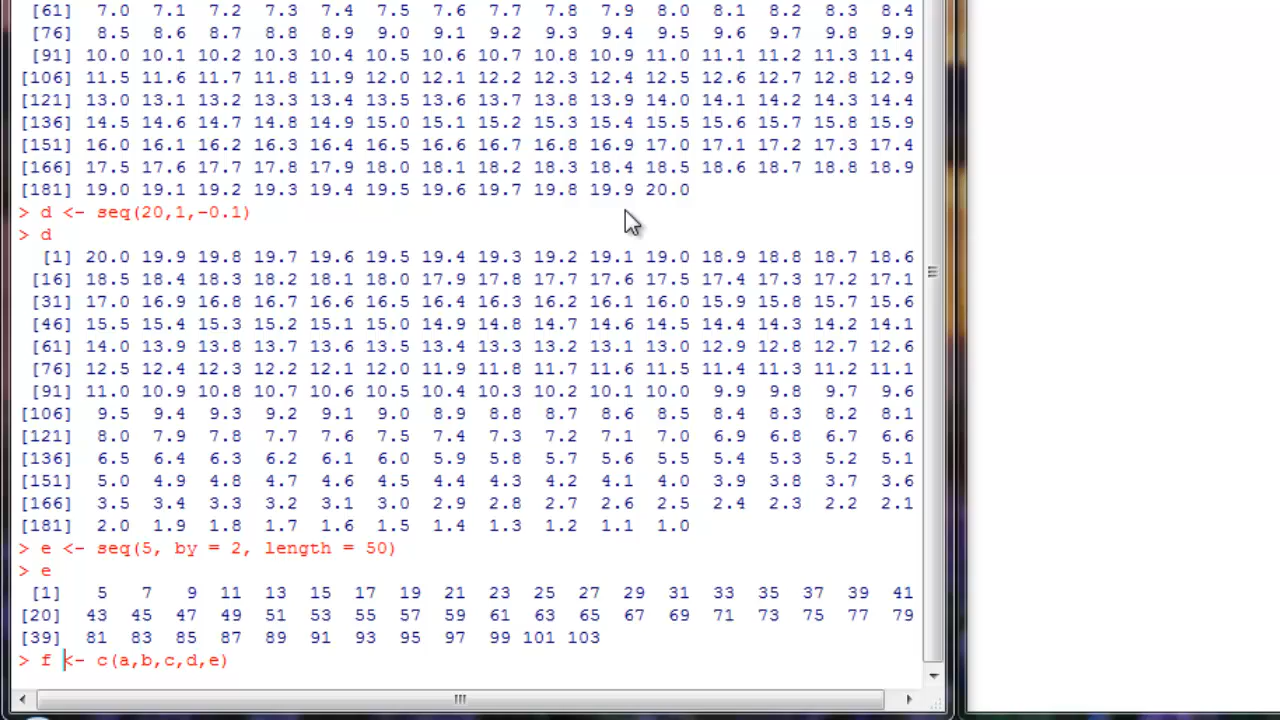 [61] 7.0 7.1 7.2 7.3 7.4 7.5 7.6 7.7 7.8 7.9 8.0 8.1 8.2 8.3 8.4
[76] 8.5 8.6 8.7 8.8 8.9 9.0 9.1 9.2 9.3 9.4 9.5 9.6 9.7 9.8 9.9
[91] 10.0 10.1 10.2 10.3 10.4 10.5 10.6 10.7 10.8 10.9 11.0 11.1 11.2 11.3 11.4
[106] 11.5 11.6 11.7 11.8 11.9 12.0 12.1 12.2 12.3 12.4 12.5 12.6 12.7 12.8 12.9
[121] 13.0 13.1 13.2 13.3 13.4 13.5 13.6 13.7 13.8 13.9 14.0 14.1 14.2 14.3 14.4
[136] 14.5 14.6 14.7 14.8 14.9 15.0 15.1 15.2 15.3 15.4 15.5 15.6 15.7 15.8 15.9
[151] 16.0 16.1 16.2 16.3 16.4 16.5 16.6 16.7 16.8 16.9 17.0 17.1 17.2 17.3 17.4
[166] 17.5 17.6 17.7 17.8 17.9 18.0 18.1 18.2 18.3 18.4 18.5 18.6 18.7 18.8 18.9
[181] 19.0 19.1 19.2 19.3 19.4 19.5 19.6 19.7 19.8 19.9 20.0
> d <- seq(20,1,-0.1)
> d
[1] 20.0 19.9 19.8 19.7 19.6 19.5 19.4 19.3 19.2 19.1 19.0 18.9 18.8 18.7 18.6
[16] 18.5 18.4 18.3 18.2 18.1 18.0 17.9 17.8 17.7 17.6 17.5 17.4 17.3 17.2 17.1
[31] 17.0 16.9 16.8 16.7 16.6 16.5 16.4 16.3 16.2 16.1 16.0 15.9 15.8 15.7 15.6
[46] 15.5 15.4 15.3 15.2 15.1 15.0 14.9 14.8 14.7 14.6 14.5 14.4 14.3 14.2 14.1
[61] 14.0 13.9 13.8 13.7 13.6 13.5 13.4 13.3 13.2 13.1 13.0 12.9 12.8 12.7 12.6
[76] 12.5 12.4 12.3 12.2 12.1 12.0 11.9 11.8 11.7 11.6 11.5 11.4 11.3 11.2 11.1
[91] 11.0 10.9 10.8 10.7 10.6 10.5 10.4 10.3 10.2 10.1 10.0 9.9 9.8 9.7 9.6
[106] 9.5 9.4 9.3 9.2 9.1 9.0 8.9 8.8 8.7 8.6 8.5 8.4 8.3 8.2 8.1
[121] 8.0 7.9 7.8 7.7 7.6 7.5 7.4 7.3 7.2 7.1 7.0 6.9 6.8 6.7 6.6
[136] 6.5 6.4 6.3 6.2 6.1 6.0 5.9 5.8 5.7 5.6 5.5 5.4 5.3 5.2 5.1
[151] 5.0 4.9 4.8 4.7 4.6 4.5 4.4 4.3 4.2 4.1 4.0 3.9 3.8 3.7 3.6
[166] 3.5 3.4 3.3 3.2 3.1 3.0 2.9 2.8 2.7 2.6 2.5 2.4 2.3 2.2 2.1
[181] 2.0 1.9 1.8 1.7 1.6 1.5 1.4 1.3 1.2 1.1 1.0
> e <- seq(5, by = 2, length = 50)
> e
[1] 5 7 9 11 13 15 17 19 21 23 25 27 29 31 33 35 37 39 41
[20] 43 45 47 49 51 53 55 57 59 61 63 65 67 69 71 73 75 77 79
[39] 81 83 85 87 89 91 93 95 97 99 101 103
> f <- c(a,b,c,d,e)